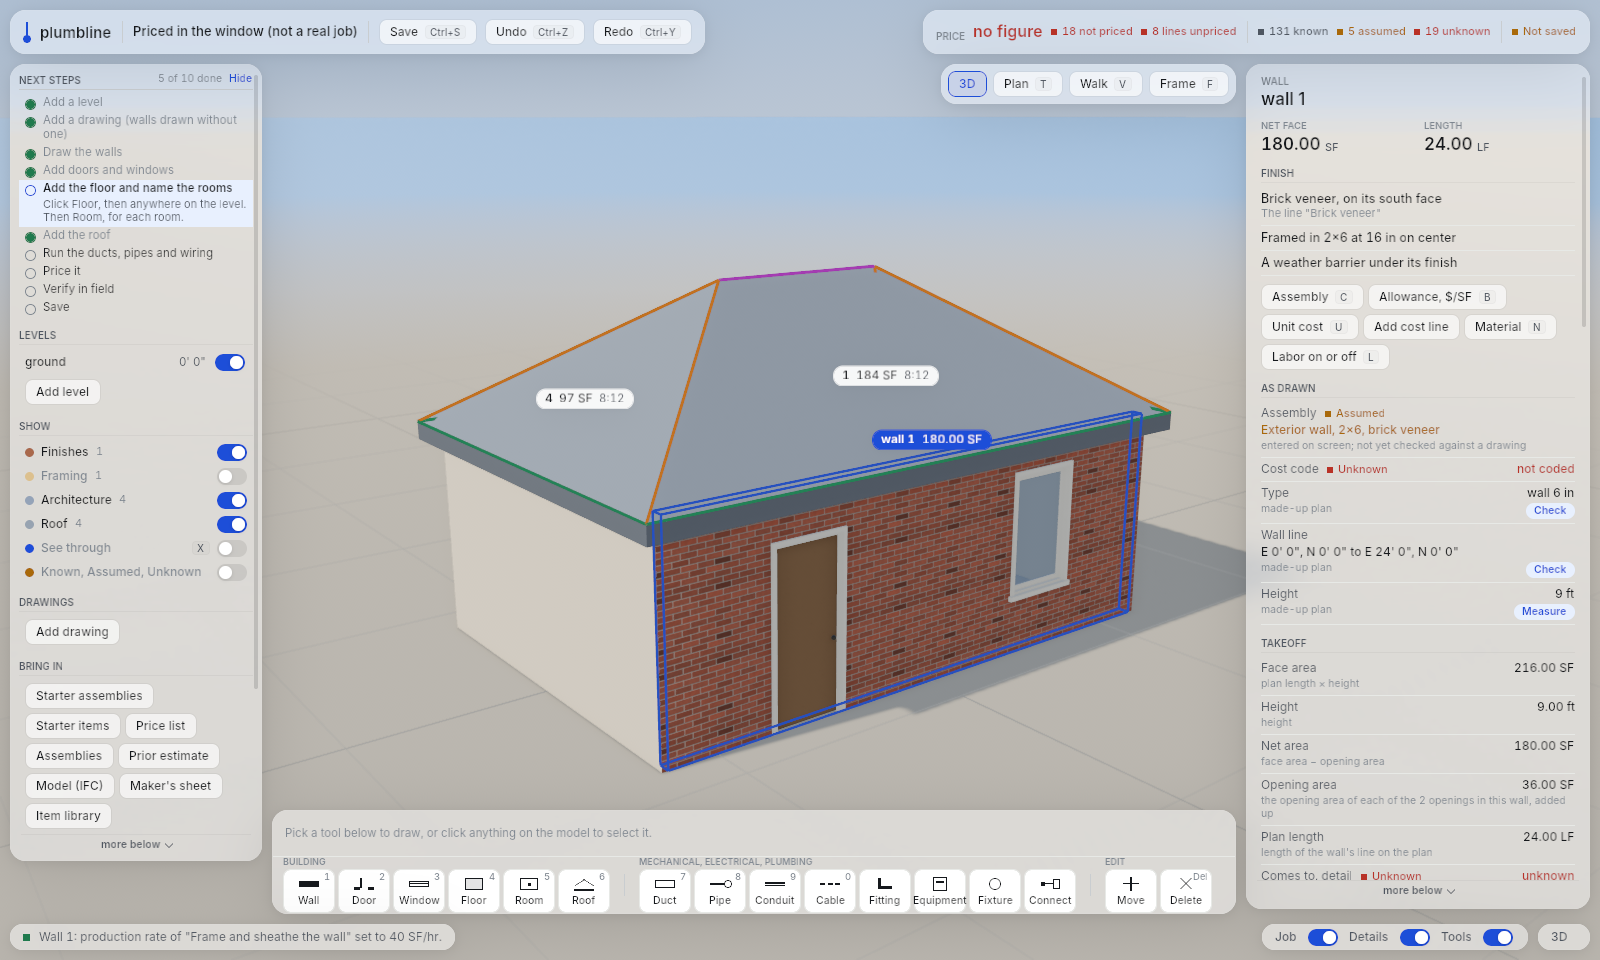 plumbline
Priced in the window (not a real job)
Save Ctrl+S
Undo Ctrl+Z
Redo Ctrl+Y
PRICE no figure
18 not priced
8 lines unpriced
131 known
5 assumed
19 unknown
Not saved
NEXT STEPS 5 of 10 done Hide
Add a level
Add a drawing (walls drawn without
one)
Draw the walls
Add doors and windows
Add the floor and name the rooms
Click Floor, then anywhere on the level.
Then Room, for each room.
Add the roof
Run the ducts, pipes and wiring
Price it
Verify in field
Save
LEVELS
ground 0' 0"
Add level
SHOW
Finishes 1
Framing 1
Architecture 4
Roof 4
See through X
Known, Assumed, Unknown
DRAWINGS
Add drawing
BRING IN
Starter assemblies
Starter items Price list
Assemblies Prior estimate
Model (IFC) Maker's sheet
Item library
more below
3D
Plan T
Walk V
Frame F
4 97 SF 8:12
1 184 SF 8:12
wall 1 180.00 SF
Pick a tool below to draw, or click anything on the model to select it.
BUILDING
Wall 1
Door 2
Window 3
Floor 4
Room 5
Roof 6
MECHANICAL, ELECTRICAL, PLUMBING
Duct 7
Pipe 8
Conduit 9
Cable 0
Fitting
Equipment
Fixture
Connect
EDIT
Move
Delete Del
WALL
wall 1
NET FACE LENGTH
180.00 SF 24.00 LF
FINISH
Brick veneer, on its south face
The line "Brick veneer"
Framed in 2×6 at 16 in on center
A weather barrier under its finish
Assembly C Allowance, $/SF B
Unit cost U Add cost line Material N
Labor on or off L
AS DRAWN
Assembly Assumed
Exterior wall, 2×6, brick veneer
entered on screen; not yet checked against a drawing
Cost code Unknown not coded
Type wall 6 in
made-up plan Check
Wall line
E 0' 0", N 0' 0" to E 24' 0", N 0' 0"
made-up plan Check
Height 9 ft
made-up plan Measure
TAKEOFF
Face area 216.00 SF
plan length × height
Height 9.00 ft
height
Net area 180.00 SF
face area − opening area
Opening area 36.00 SF
the opening area of each of the 2 openings in this wall, added
up
Plan length 24.00 LF
length of the wall's line on the plan
Comes to, detail Unknown unknown
more below
Wall 1: production rate of "Frame and sheathe the wall" set to 40 SF/hr.
Job Details Tools 3D